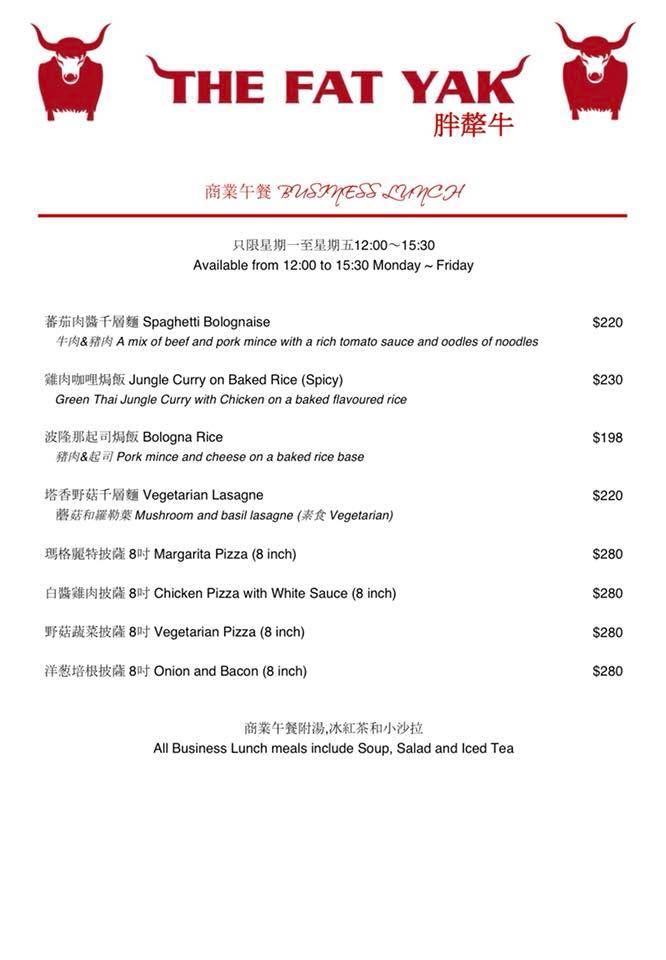 THE FAT YAK
胖犛牛
商業午餐 BUSINESS LUNCH
只限星期一至星期五12:00～15:30
Available from 12:00 to 15:30 Monday ~ Friday
蕃茄肉醬千層麵 Spaghetti Bolognaise $220
牛肉&豬肉 A mix of beef and pork mince with a rich tomato sauce and oodles of noodles
雞肉咖哩焗飯 Jungle Curry on Baked Rice (Spicy) $230
Green Thai Jungle Curry with Chicken on a baked flavoured rice
波隆那起司焗飯 Bologna Rice $198
豬肉&起司 Pork mince and cheese on a baked rice base
塔香野菇千層麵 Vegetarian Lasagne $220
蘑菇和羅勒葉 Mushroom and basil lasagne (素食 Vegetarian)
瑪格麗特披薩 8吋 Margarita Pizza (8 inch) $280
白醬雞肉披薩 8吋 Chicken Pizza with White Sauce (8 inch) $280
野菇蔬菜披薩 8吋 Vegetarian Pizza (8 inch) $280
洋葱培根披薩 8吋 Onion and Bacon (8 inch) $280
商業午餐附湯,冰紅茶和小沙拉
All Business Lunch meals include Soup, Salad and Iced Tea